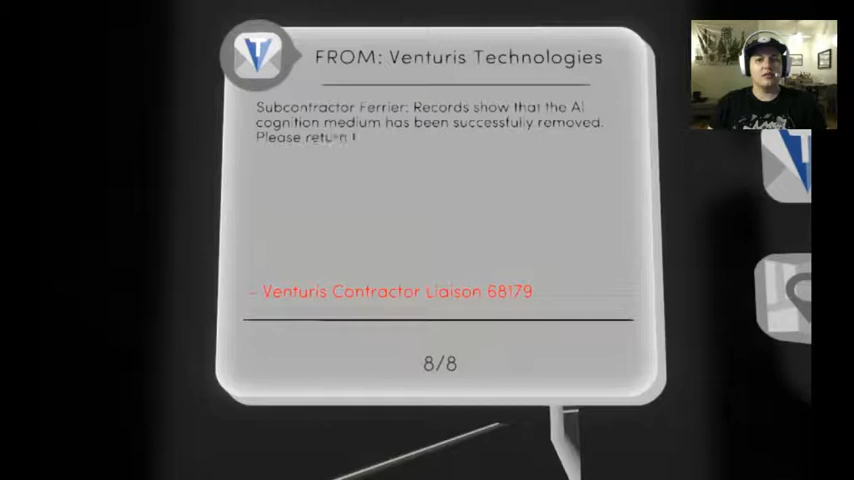 FROM: Venturis Technologies
Subcontractor Ferrier: Records show that the AI
cognition medium has been successfully removed.
Please return
- Venturis Contractor Liaison 68179
8/8